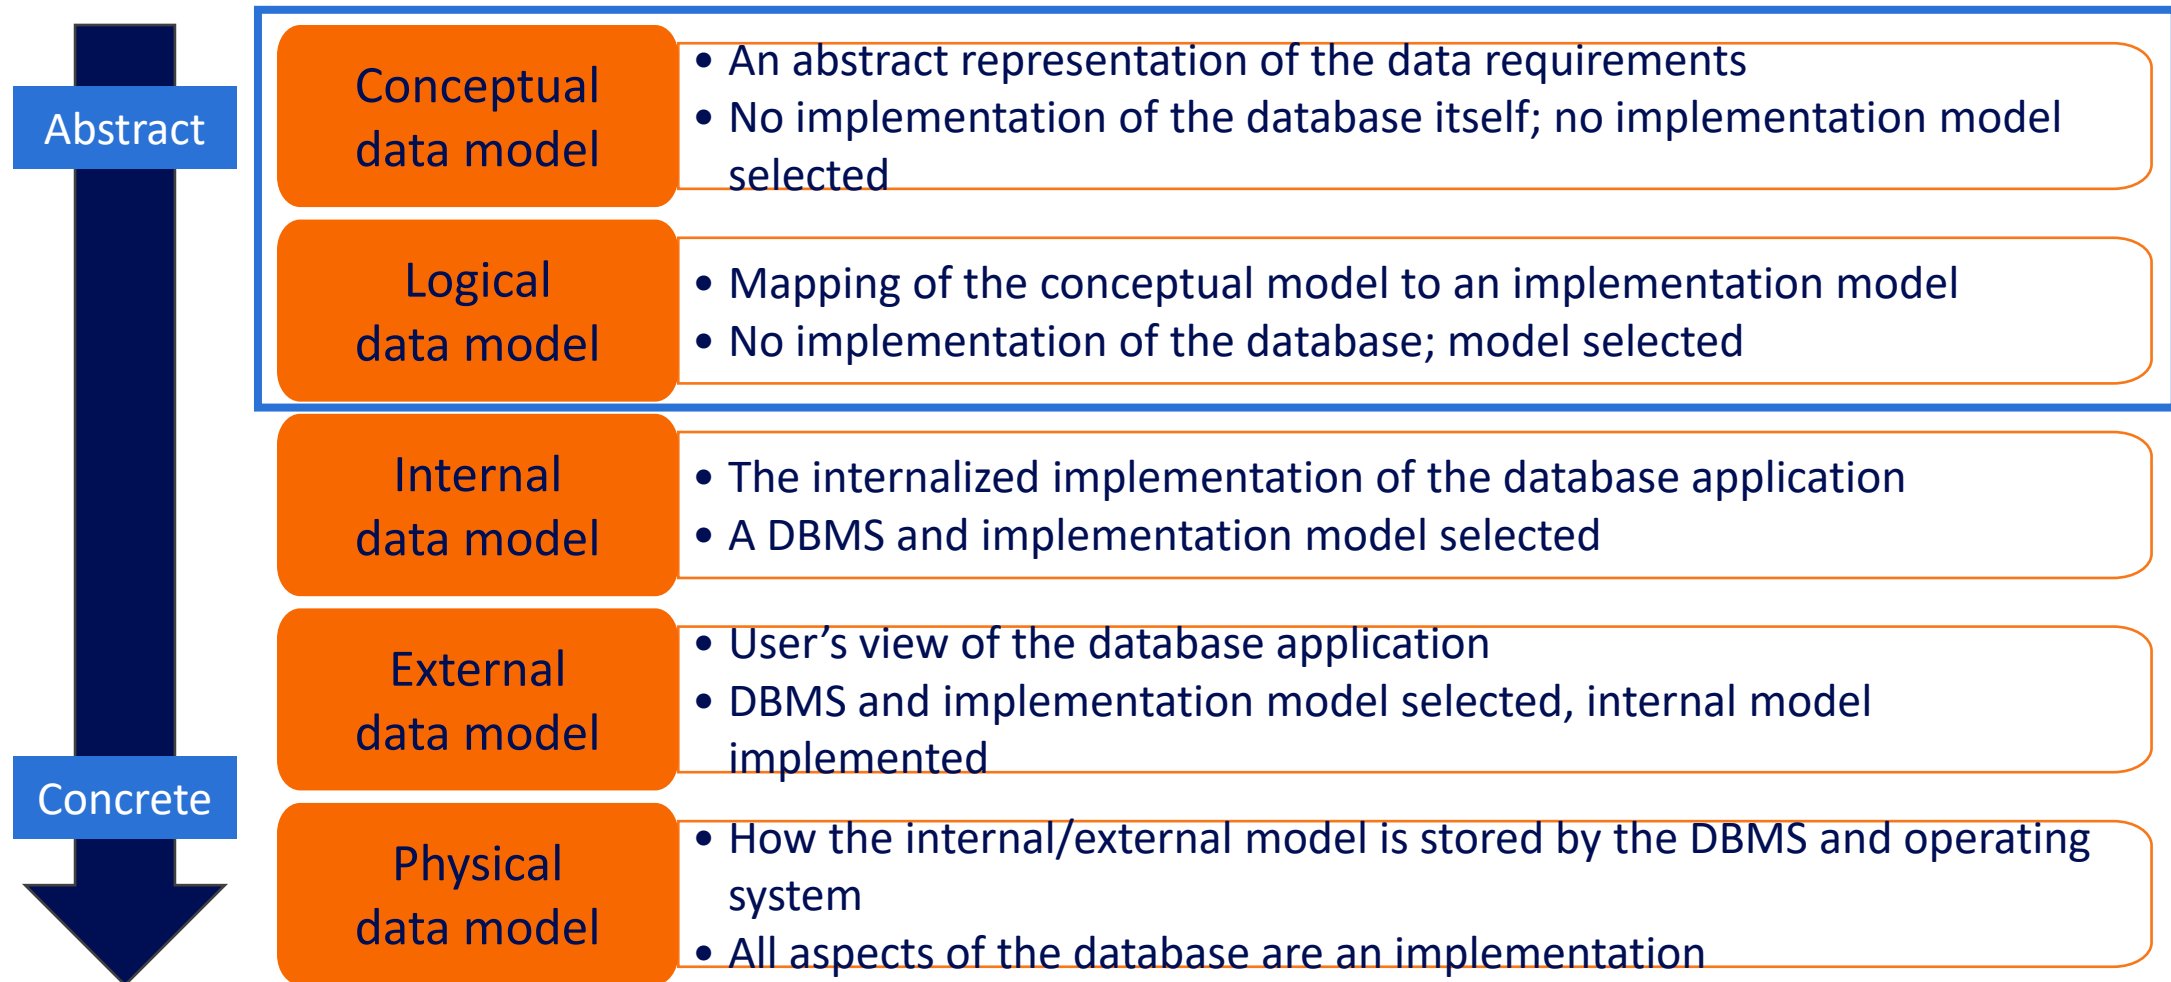 Abstract
Concrete
Conceptual
data model
• An abstract representation of the data requirements
• No implementation of the database itself; no implementation model
selected
Logical
data model
• Mapping of the conceptual model to an implementation model
• No implementation of the database; model selected
Internal
data model
• The internalized implementation of the database application
• A DBMS and implementation model selected
External
data model
• User’s view of the database application
• DBMS and implementation model selected, internal model
implemented
Physical
data model
• How the internal/external model is stored by the DBMS and operating
system
• All aspects of the database are an implementation